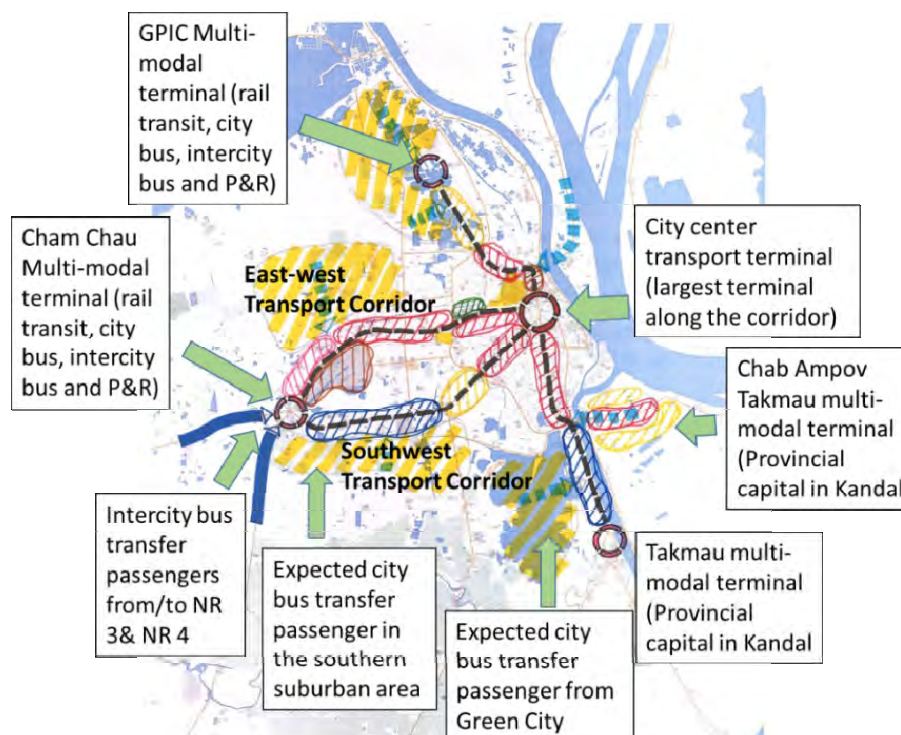 GPIC Multi-
modal
terminal (rail
transit, city
bus, intercity
bus and P&R)
Cham Chau
Multi-modal
terminal (rail
transit, city
bus, intercity
bus and P&R)
East-west
Transport Corridor
City center
transport terminal
(largest terminal
along the corridor)
Chab Ampov
Takmau multi-
modal terminal
(Provincial
capital in Kandal
Southwest
Transport Corridor
Intercity bus
transfer
passengers
from/to NR
3& NR 4
Expected city
bus transfer
passenger in
the southern
suburban area
Expected city
bus transfer
passenger from
Green City
Takmau multi-
modal terminal
(Provincial
capital in Kandal